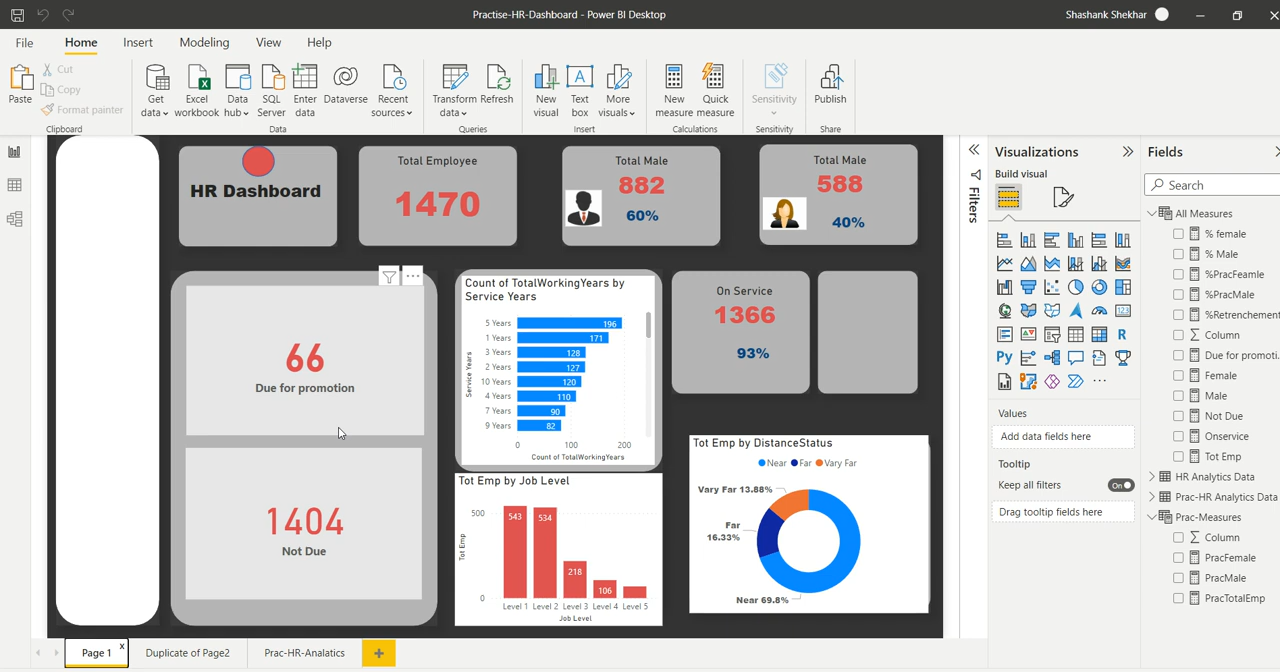 Practise-HR-Dashboard - Power BI Desktop
Shashank Shekhar
File
Home
Insert
Modeling
View
Help
Paste
Cut
Copy
Format painter
Clipboard
Get
data
Excel
workbook
Data
hub
SQL
Server
Enter
data
Dataverse
Recent
sources
Data
Transform
data
Refresh
Queries
New
visual
Text
box
More
visuals
Insert
New
measure
Quick
measure
Calculations
Sensitivity
Sensitivity
Publish
Share
HR Dashboard
Total Employee
1470
Total Male
882
60%
Total Male
588
40%
66
Due for promotion
1404
Not Due
Count of TotalWorkingYears by
Service Years
Service Years
5 Years 196
1 Years 171
3 Years 128
2 Years 127
10 Years 120
4 Years 110
7 Years 90
9 Years 82
0 100 200
Count of TotalWorkingYears
Tot Emp by Job Level
Tot Emp
500
0
543
534
218
106
Level 1 Level 2 Level 3 Level 4 Level 5
Job Level
On Service
1366
93%
Tot Emp by DistanceStatus
Near Far Vary Far
Vary Far 13.88%
Far
16.33%
Near 69.8%
Filters
Visualizations
Build visual
R
Py
123
Values
Add data fields here
Tooltip
Keep all filters
On
Drag tooltip fields here
Fields
Search
All Measures
% female
% Male
%PracFeamle
%PracMale
%Retrenchement
Column
Due for promoti...
Female
Male
Not Due
Onservice
Tot Emp
HR Analytics Data
Prac-HR Analytics Data
Prac-Measures
Column
PracFemale
PracMale
PracTotalEmp
Page 1
Duplicate of Page2
Prac-HR-Analatics